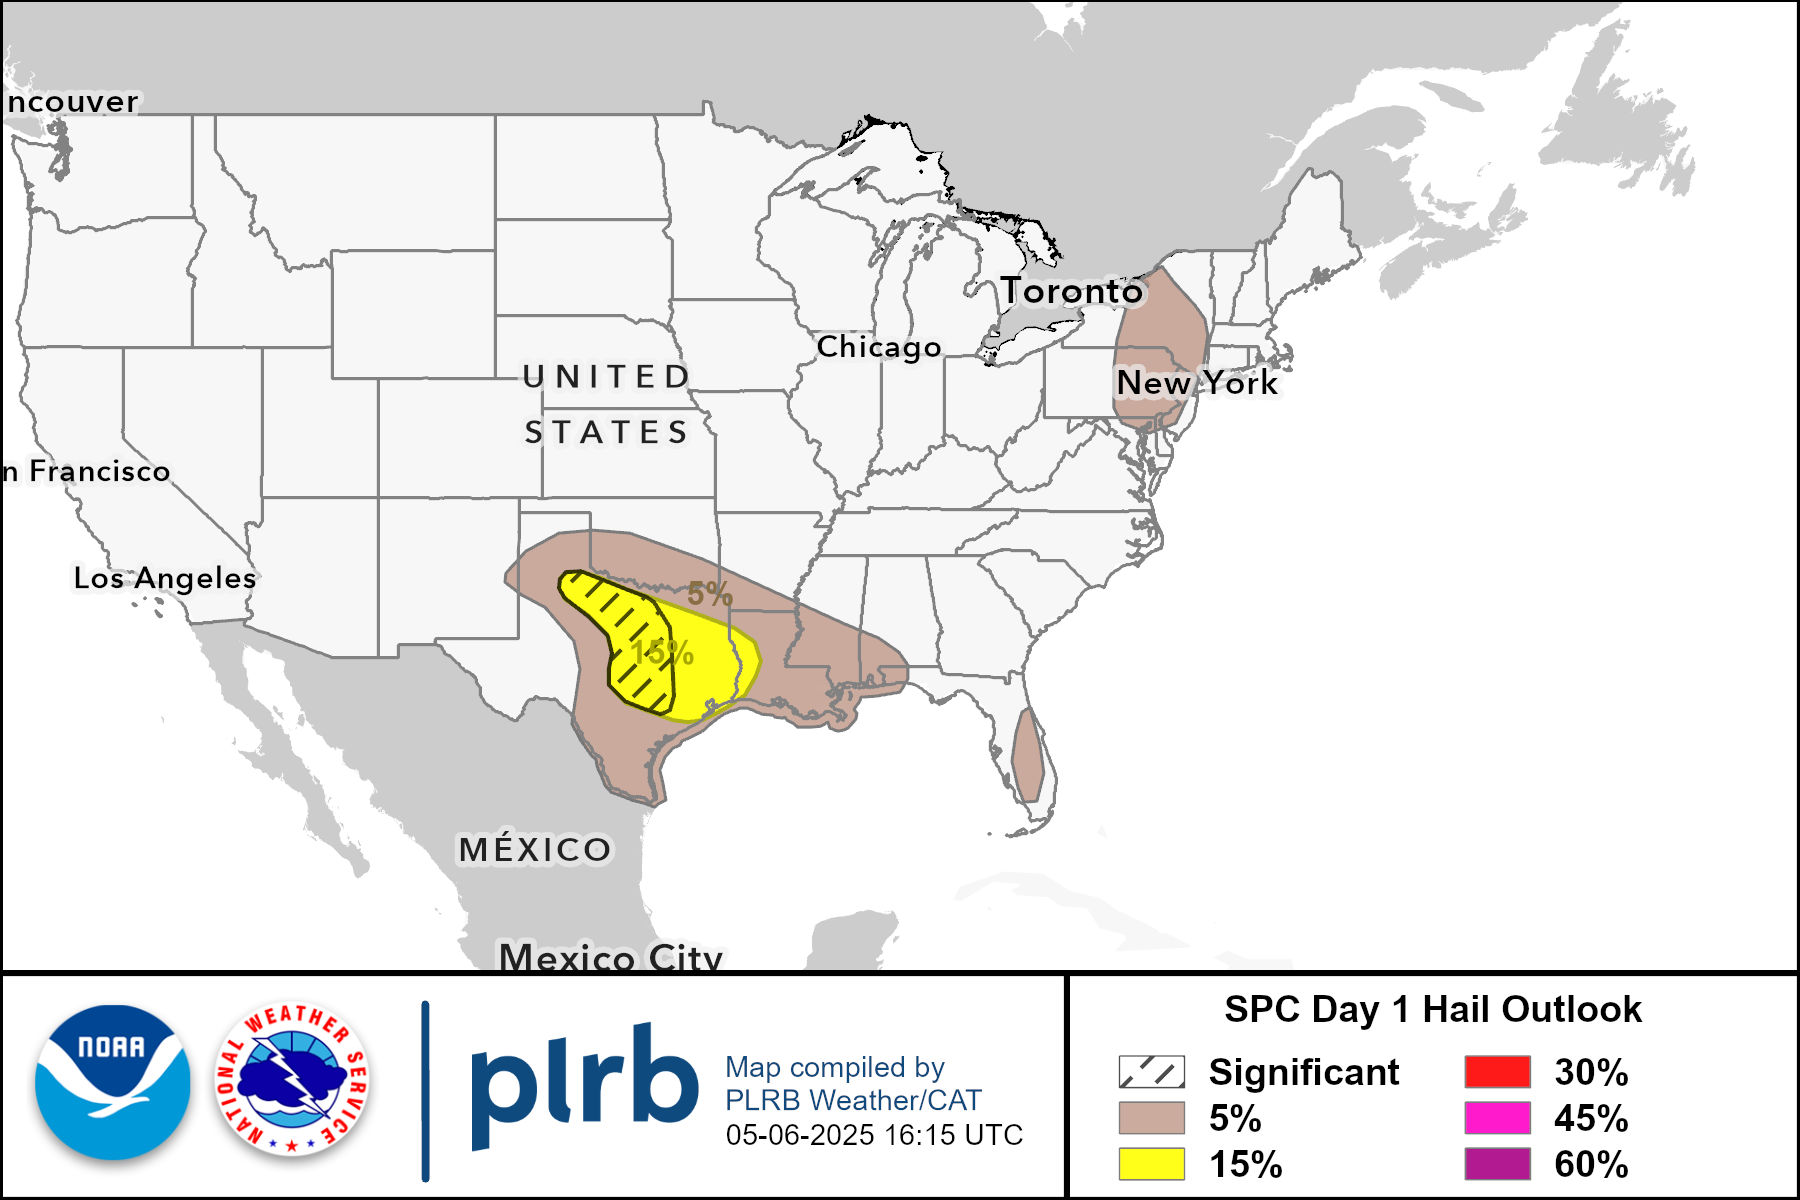 ncouver
Toronto
Chicago
UNITED
STATES
New York
n Francisco
Los Angeles
5%
15%
MÉXICO
Mexico City
NOAA
NATIONAL WEATHER SERVICE
plrb
Map compiled by
PLRB Weather/CAT
05-06-2025 16:15 UTC
SPC Day 1 Hail Outlook
Significant
5%
15%
30%
45%
60%